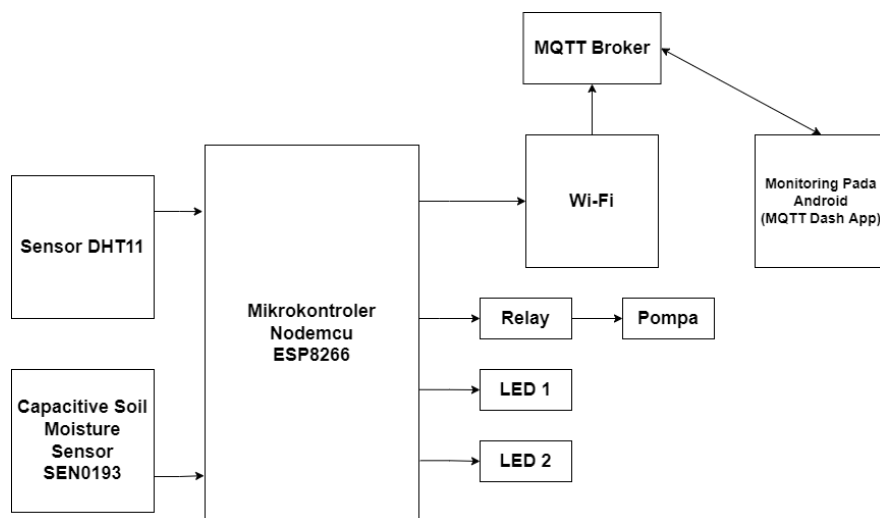 MQTT Broker
Wi-Fi
Monitoring Pada
Android
(MQTT Dash App)
Sensor DHT11
Mikrokontroler
Nodemcu
ESP8266
Relay
Pompa
LED 1
LED 2
Capacitive Soil
Moisture
Sensor
SEN0193